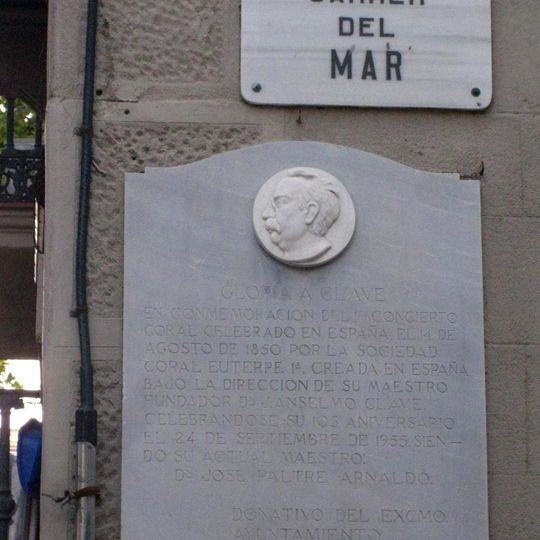 CARRER
DEL
MAR
GLORIA A CLAVE
EN CONMEMORACION DEL 1ᵉʳ CONCIERTO
CORAL CELEBRADO EN ESPAÑA, EL 14 DE
AGOSTO DE 1850 POR LA SOCIEDAD
CORAL EUTERPE 1ª, CREADA EN ESPAÑA
BAJO LA DIRECCION DE SU MAESTRO
FUNDADOR Dⁿ J. ANSELMO CLAVE
CELEBRÁNDOSE SU 105 ANIVERSARIO
EL 24 DE SEPTIEMBRE DE 1955. SIEN-
DO SU ACTUAL MAESTRO:
Dⁿ JOSE PALTRE ARNALDO.
DONATIVO DEL EXCMO.
AYUNTAMIENTO